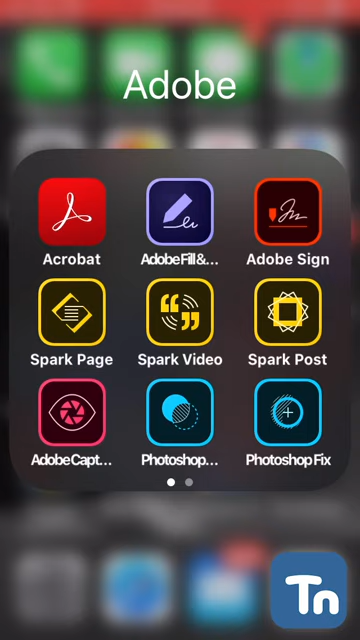 Adobe
Acrobat
Adobe Fill &...
Adobe Sign
Spark Page
Spark Video
Spark Post
Adobe Capt...
Photoshop...
Photoshop Fix
Tn